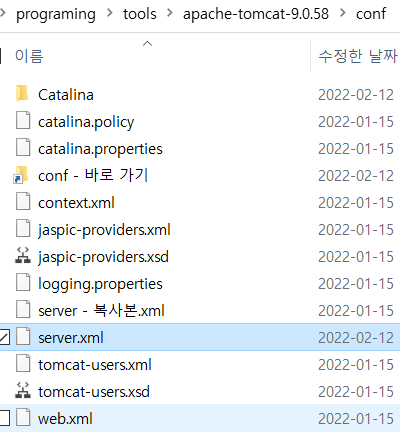 programing > tools > apache-tomcat-9.0.58 > conf
이름 수정한 날짜
Catalina 2022-02-12
catalina.policy 2022-01-15
catalina.properties 2022-01-15
conf - 바로 가기 2022-02-12
context.xml 2022-01-15
jaspic-providers.xml 2022-01-15
jaspic-providers.xsd 2022-01-15
logging.properties 2022-01-15
server - 복사본.xml 2022-01-15
server.xml 2022-02-12
tomcat-users.xml 2022-01-15
tomcat-users.xsd 2022-01-15
web.xml 2022-01-15